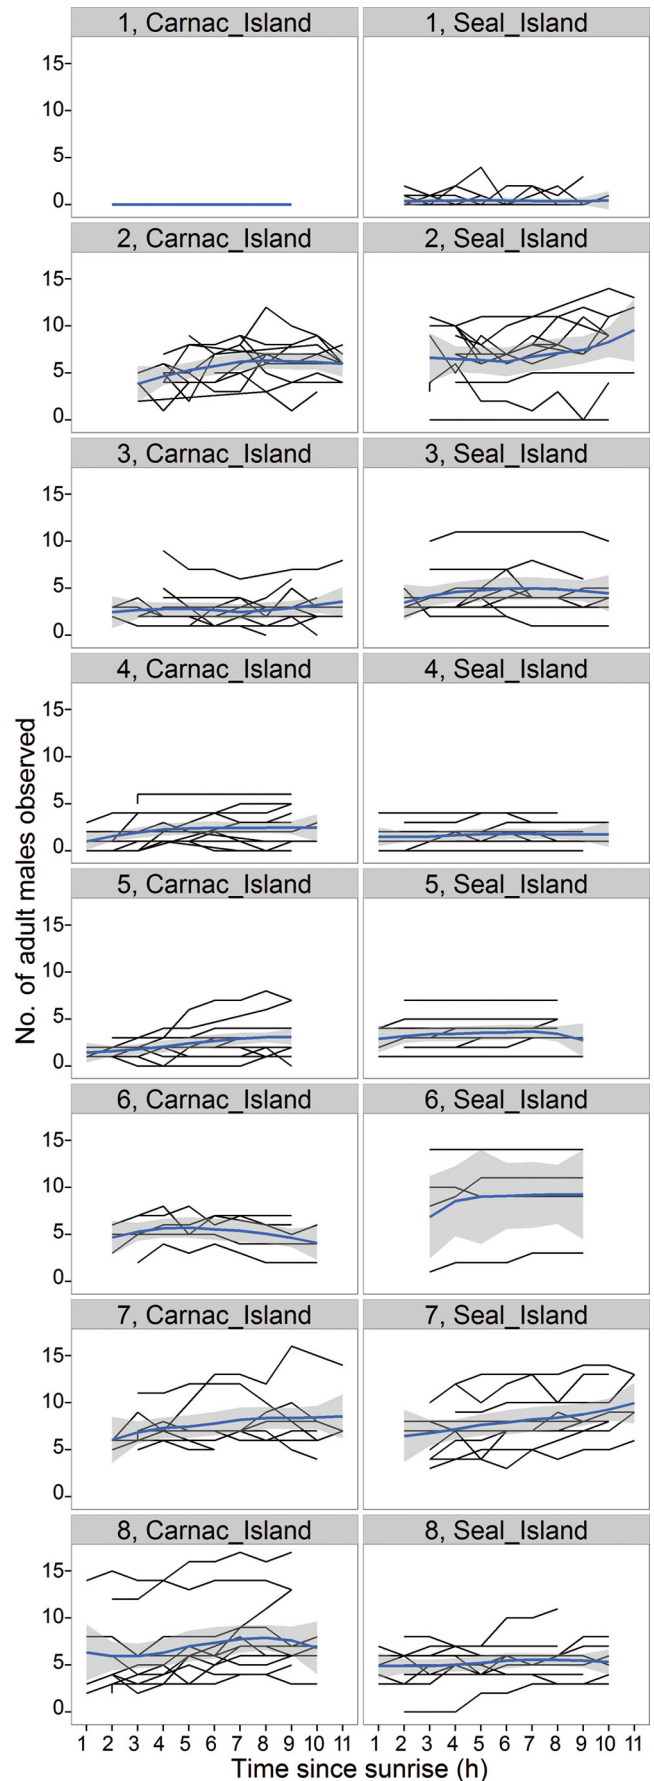 1, Carnac_Island 1, Seal_Island
15
10
5
0
2, Carnac_Island 2, Seal_Island
15
10
5
0
3, Carnac_Island 3, Seal_Island
15
10
5
0
4, Carnac_Island 4, Seal_Island
15
10
5
0
5, Carnac_Island 5, Seal_Island
15
10
5
0
6, Carnac_Island 6, Seal_Island
15
10
5
0
7, Carnac_Island 7, Seal_Island
15
10
5
0
8, Carnac_Island 8, Seal_Island
15
10
5
0
1 2 3 4 5 6 7 8 9 10 11 1 2 3 4 5 6 7 8 9 10 11
Time since sunrise (h)
No. of adult males observed